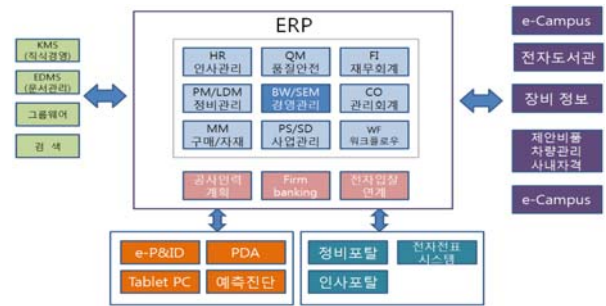 ERP
KMS
(지식경영)
EDMS
(문서관리)
그룹웨어
검 색
HR
인사관리
QM
품질안전
FI
재무회계
PM/LDM
정비관리
BW/SEM
경영관리
CO
관리회계
MM
구매/자재
PS/SD
사업관리
WF
워크플로우
공사인력
계획
Firm
banking
전자입찰
연계
e-Campus
전자도서관
장비 정보
제안비품
차량관리
사내자격
e-Campus
e-P&ID
PDA
Tablet PC
예측진단
정비포탈
전자전표
시스템
인사포탈